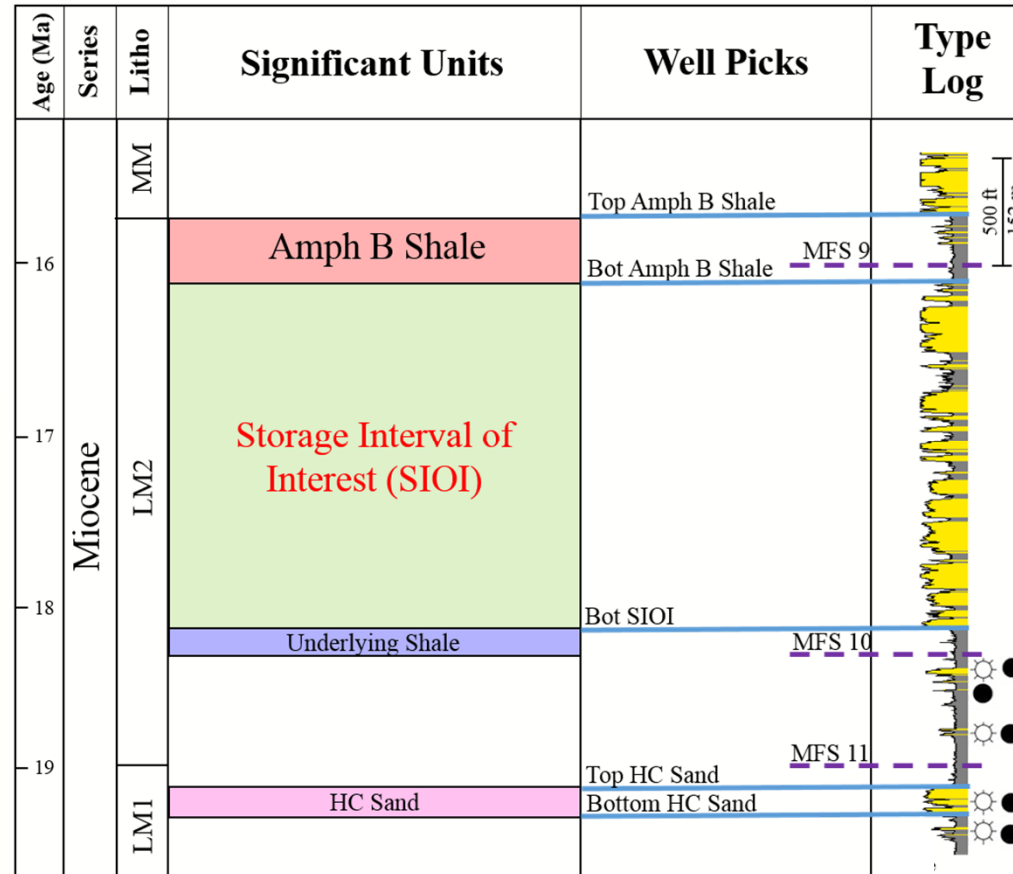 Age (Ma)
Series
Litho
Significant Units
Well Picks
Type
Log
MM
Top Amph B Shale
500 ft
Amph B Shale
MFS 9
16
Bot Amph B Shale
Storage Interval of
Interest (SIOI)
17
LM2
Miocene
18
Bot SIOI
Underlying Shale
MFS 10
MFS 11
19
Top HC Sand
HC Sand
Bottom HC Sand
LM1